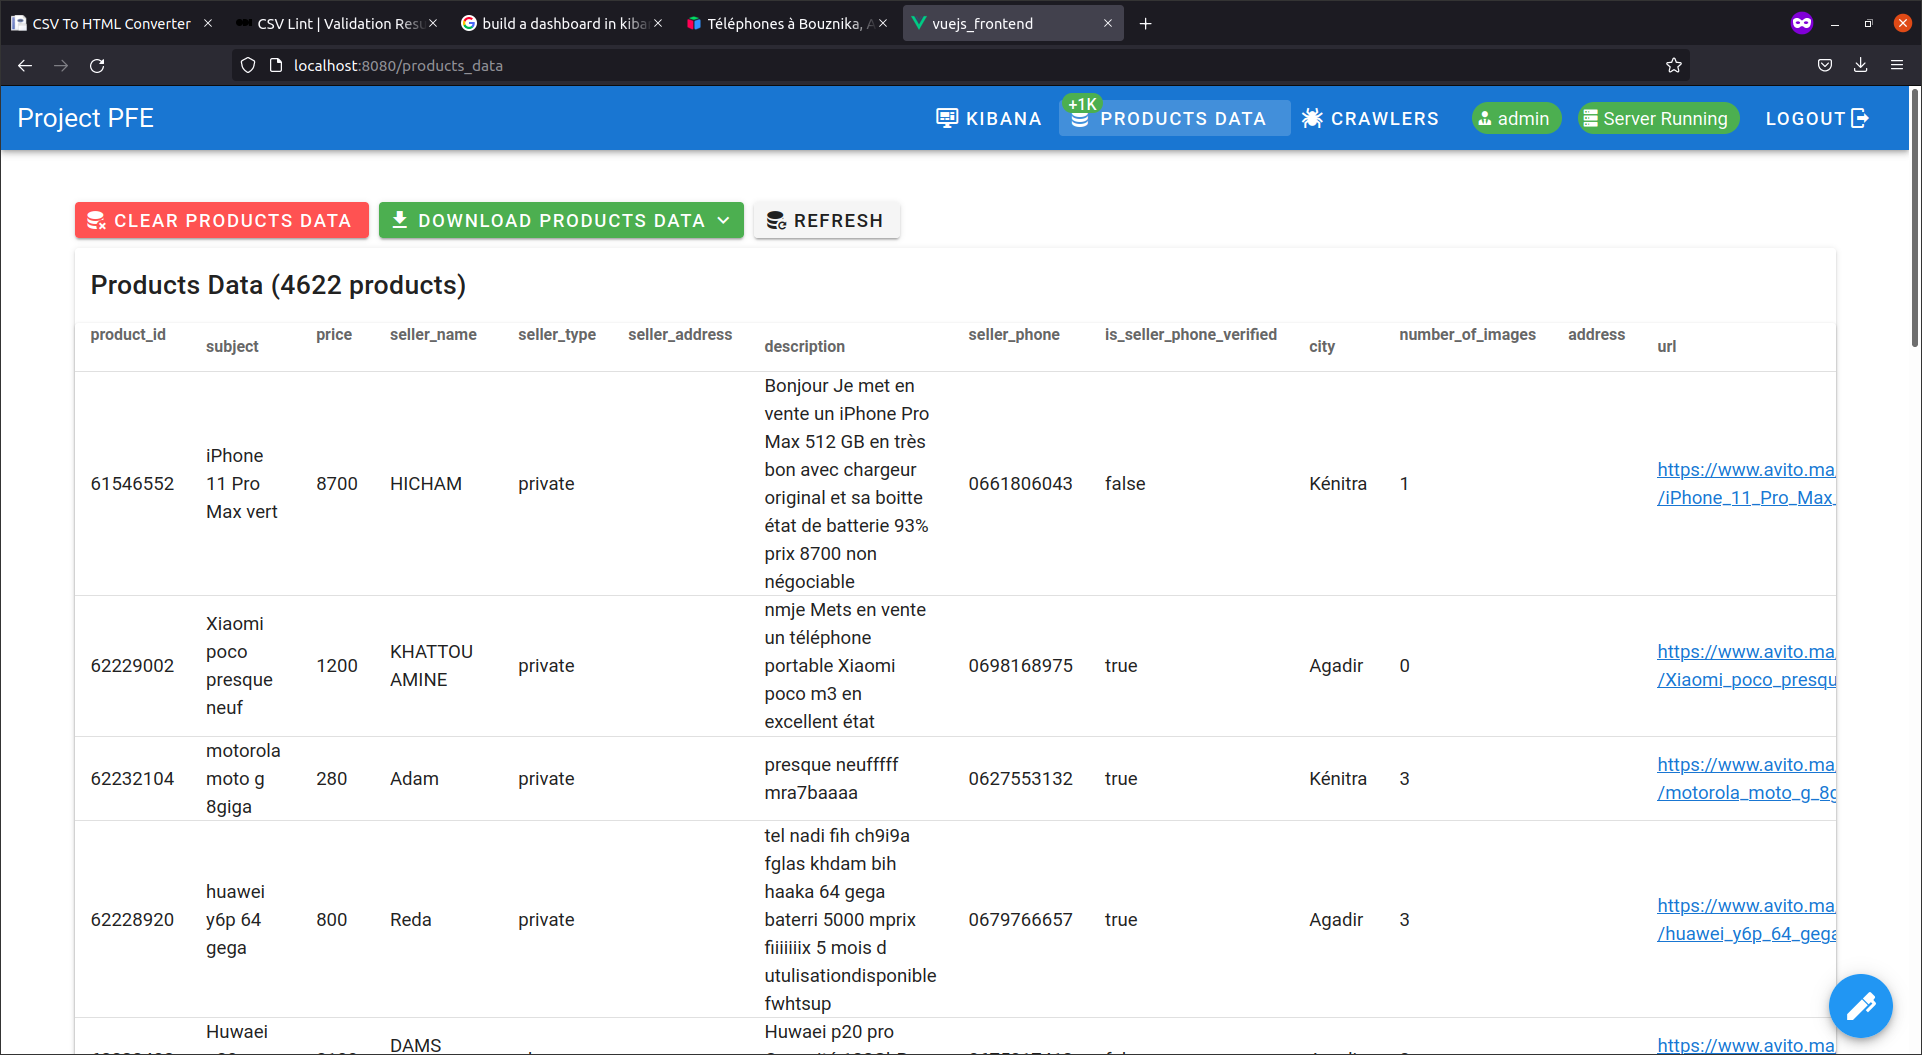 CSV To HTML Converter
CSV Lint | Validation Resu
build a dashboard in kiba
Téléphones à Bouznika, A
vuejs_frontend
localhost:8080/products_data
Project PFE
KIBANA
+1K
PRODUCTS DATA
CRAWLERS
admin
Server Running
LOGOUT
CLEAR PRODUCTS DATA
DOWNLOAD PRODUCTS DATA
REFRESH
Products Data (4622 products)
product_id subject price seller_name seller_type seller_address description seller_phone is_seller_phone_verified city number_of_images address url
61546552
iPhone
11 Pro
Max vert
8700
HICHAM
private
Bonjour Je met en
vente un iPhone Pro
Max 512 GB en très
bon avec chargeur
original et sa boitte
état de batterie 93%
prix 8700 non
négociable
0661806043
false
Kénitra
1
https://www.avito.ma
/iPhone_11_Pro_Max_
62229002
Xiaomi
poco
presque
neuf
1200
KHATTOU
AMINE
private
nmje Mets en vente
un téléphone
portable Xiaomi
poco m3 en
excellent état
0698168975
true
Agadir
0
https://www.avito.ma
/Xiaomi_poco_presqu
62232104
motorola
moto g
8giga
280
Adam
private
presque neufffff
mra7baaaa
0627553132
true
Kénitra
3
https://www.avito.ma
/motorola_moto_g_8g
62228920
huawei
y6p 64
gega
800
Reda
private
tel nadi fih ch9i9a
fglas khdam bih
haaka 64 gega
baterri 5000 mprix
fiiiiiix 5 mois d
utulisationdisponible
fwhtsup
0679766657
true
Agadir
3
https://www.avito.ma
/huawei_y6p_64_gega
Huwaei
DAMS
Huwaei p20 pro
https://www.avito.ma